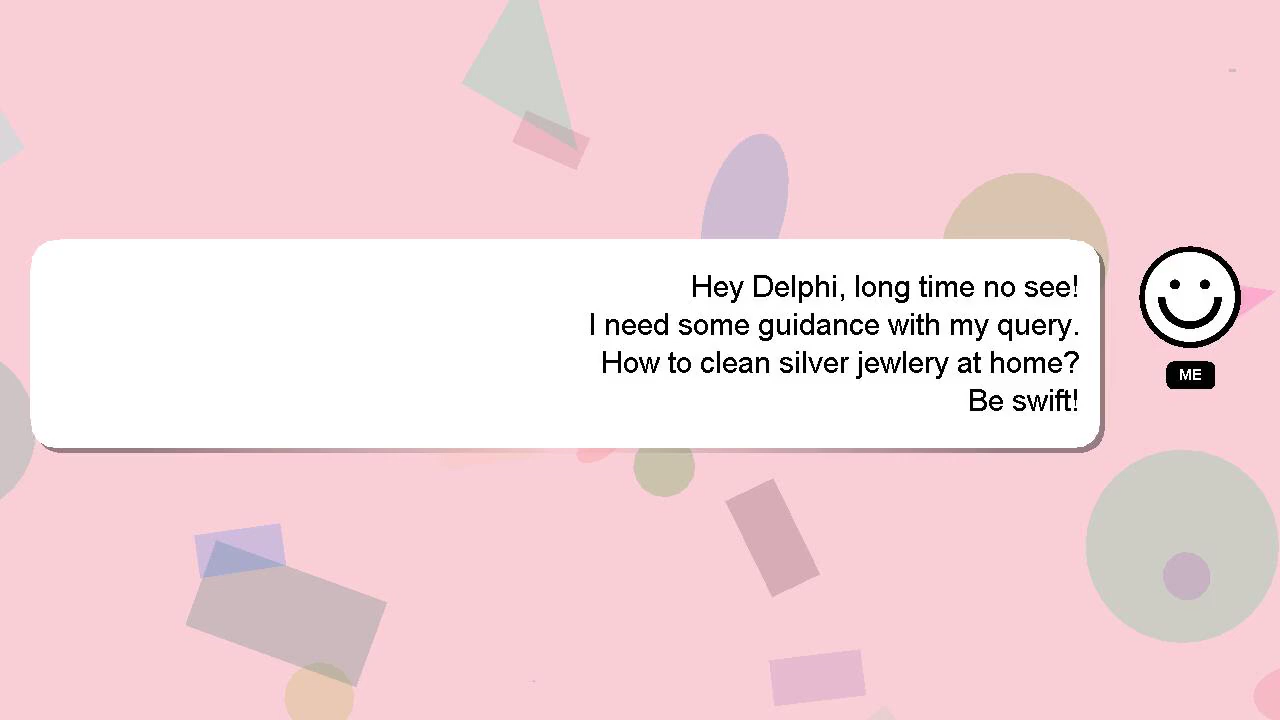 Hey Delphi, long time no see!
I need some guidance with my query.
How to clean silver jewlery at home?
Be swift!
ME